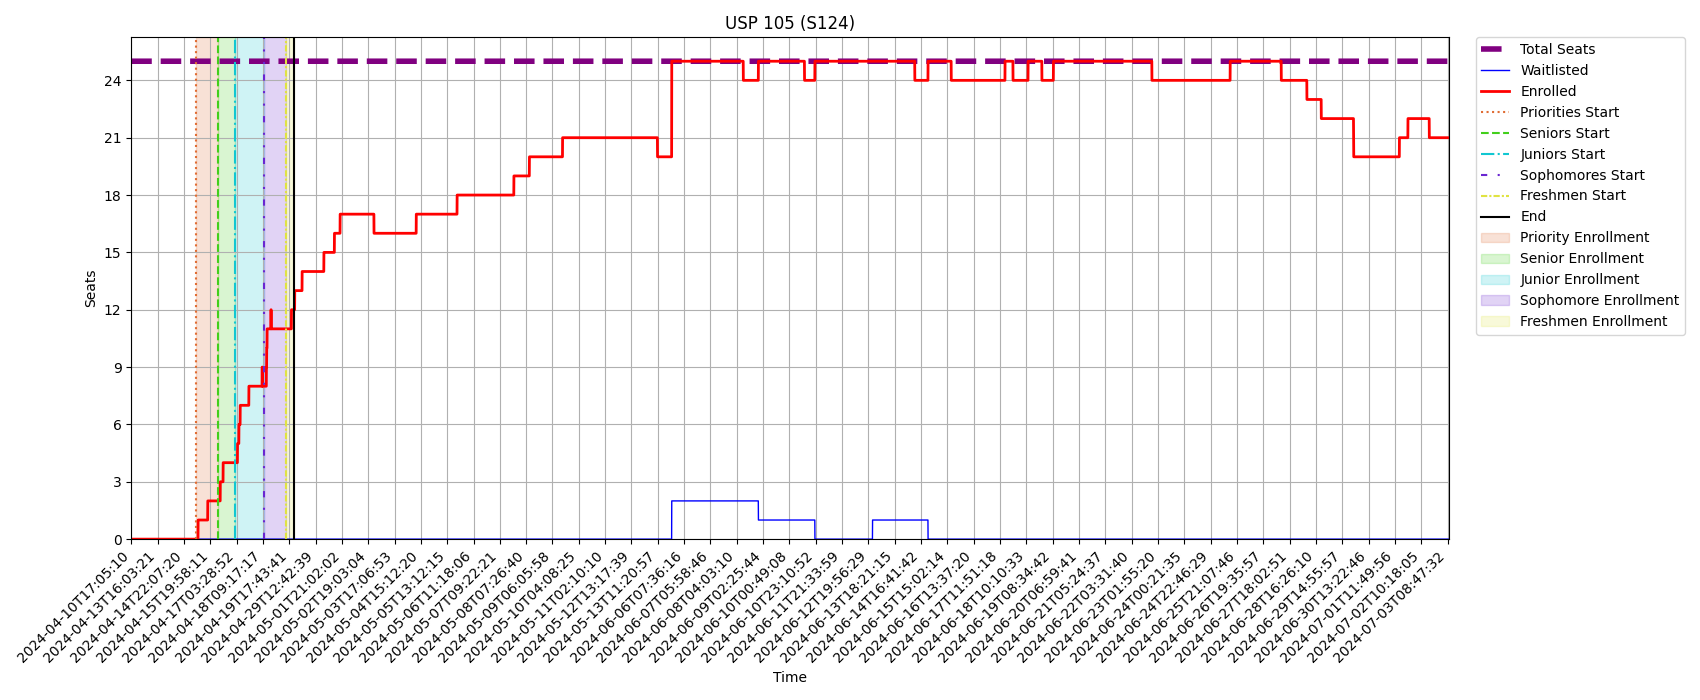 USP 105 (S124)
Total Seats
Waitlisted
Enrolled
Priorities Start
Seniors Start
Juniors Start
Sophomores Start
Freshmen Start
End
Priority Enrollment
Senior Enrollment
Junior Enrollment
Sophomore Enrollment
Freshmen Enrollment
Seats
24
21
18
15
12
9
6
3
0
2024-04-10T17:05:10
2024-04-13T16:03:21
2024-04-14T22:07:20
2024-04-15T19:58:11
2024-04-17T03:28:52
2024-04-18T09:17:17
2024-04-19T17:43:41
2024-04-29T12:42:39
2024-05-01T21:02:02
2024-05-02T19:03:04
2024-05-03T17:06:53
2024-05-04T15:12:20
2024-05-05T13:12:15
2024-05-06T11:18:06
2024-05-07T09:22:21
2024-05-08T07:26:40
2024-05-09T06:05:58
2024-05-10T04:08:25
2024-05-11T02:10:10
2024-05-12T13:17:39
2024-05-13T11:20:57
2024-06-06T07:36:16
2024-06-07T05:58:46
2024-06-08T04:03:10
2024-06-09T02:25:44
2024-06-10T00:49:08
2024-06-10T23:10:52
2024-06-11T21:33:59
2024-06-12T19:56:29
2024-06-13T18:21:15
2024-06-14T16:41:42
2024-06-15T15:02:14
2024-06-16T13:37:20
2024-06-17T11:51:18
2024-06-18T10:10:33
2024-06-19T08:34:42
2024-06-20T06:59:41
2024-06-21T05:24:37
2024-06-22T03:31:40
2024-06-23T01:55:20
2024-06-24T00:21:35
2024-06-24T22:46:29
2024-06-25T21:07:46
2024-06-26T19:35:57
2024-06-27T18:02:51
2024-06-28T16:26:10
2024-06-29T14:55:57
2024-06-30T13:22:46
2024-07-01T11:49:56
2024-07-02T10:18:05
2024-07-03T08:47:32
Time